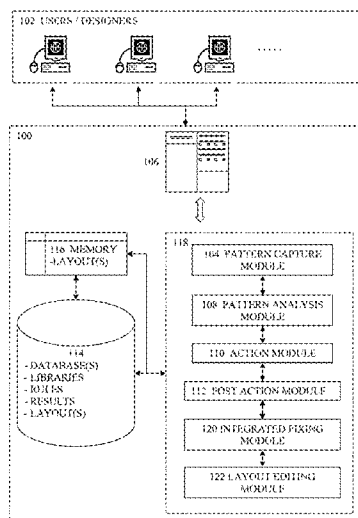 102 USERS / DESIGNERS
.....
100
106
116 MEMORY
-LAYOUT(S)
114
- DATABASE(S)
- LIBRARIES
- RULES
- RESULTS
- LAYOUT(S)
118
104 PATTERN CAPTURE
MODULE
108 PATTERN ANALYSIS
MODULE
110 ACTION MODULE
112 POST ACTION MODULE
120 INTEGRATED FIXING
MODULE
122 LAYOUT EDITING
MODULE